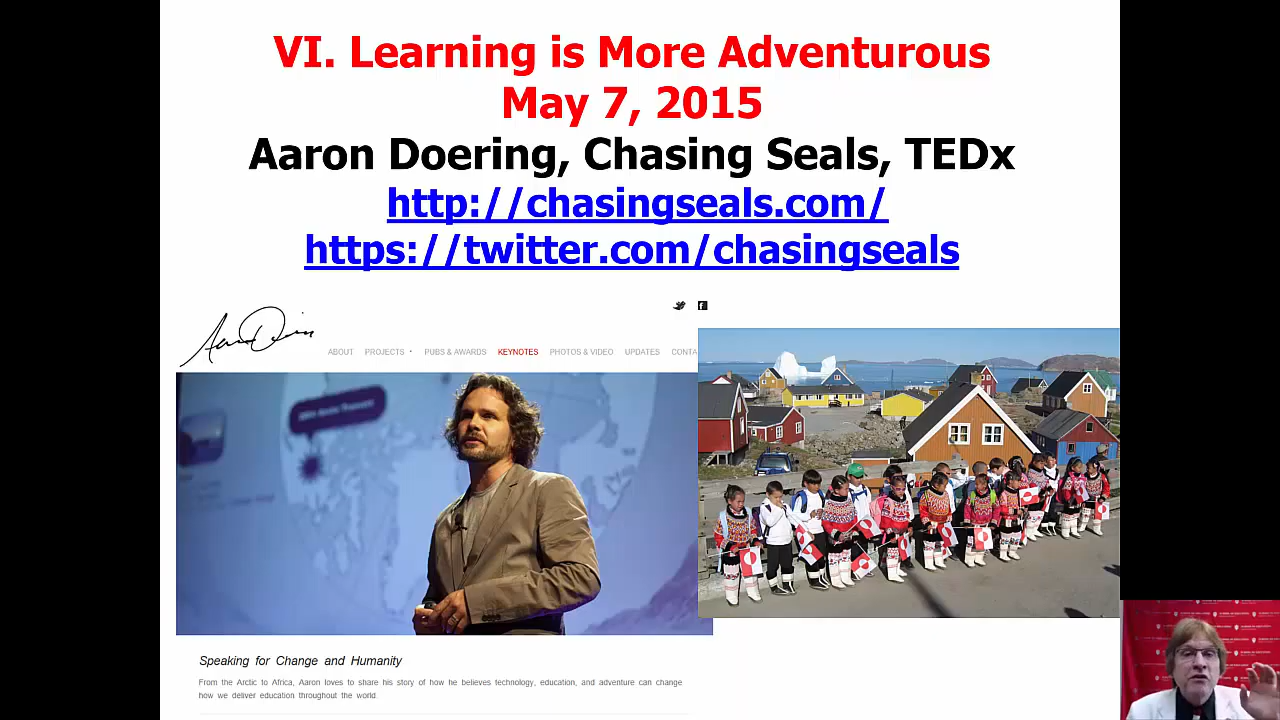 VI. Learning is More Adventurous
May 7, 2015
Aaron Doering, Chasing Seals, TEDx
http://chasingseals.com/
https://twitter.com/chasingseals
ABOUT PROJECTS PUBS & AWARDS KEYNOTES PHOTOS & VIDEO UPDATES CONTA
Speaking for Change and Humanity
From the Arctic to Africa, Aaron loves to share his story of how he believes technology, education, and adventure can change
how we deliver education throughout the world.